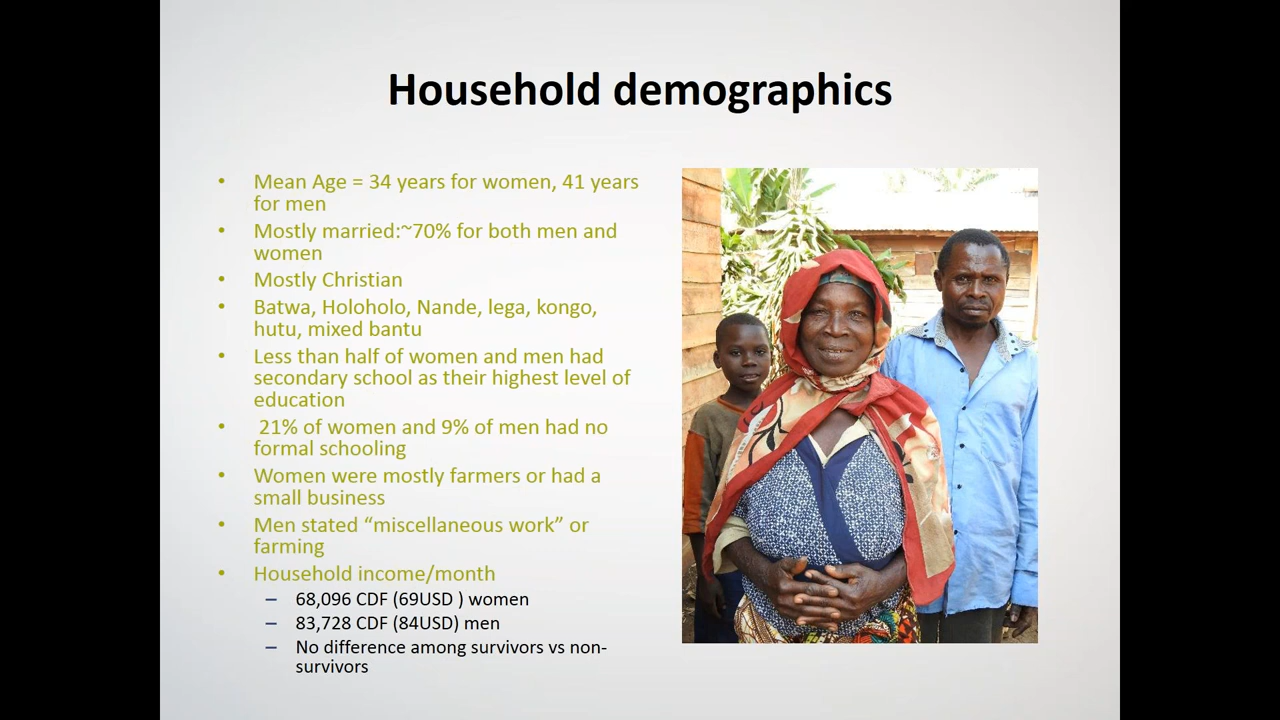 Household demographics
• Mean Age = 34 years for women, 41 years
for men
• Mostly married:~70% for both men and
women
• Mostly Christian
• Batwa, Holoholo, Nande, lega, kongo,
hutu, mixed bantu
• Less than half of women and men had
secondary school as their highest level of
education
• 21% of women and 9% of men had no
formal schooling
• Women were mostly farmers or had a
small business
• Men stated “miscellaneous work” or
farming
• Household income/month
– 68,096 CDF (69USD ) women
– 83,728 CDF (84USD) men
– No difference among survivors vs non-
survivors